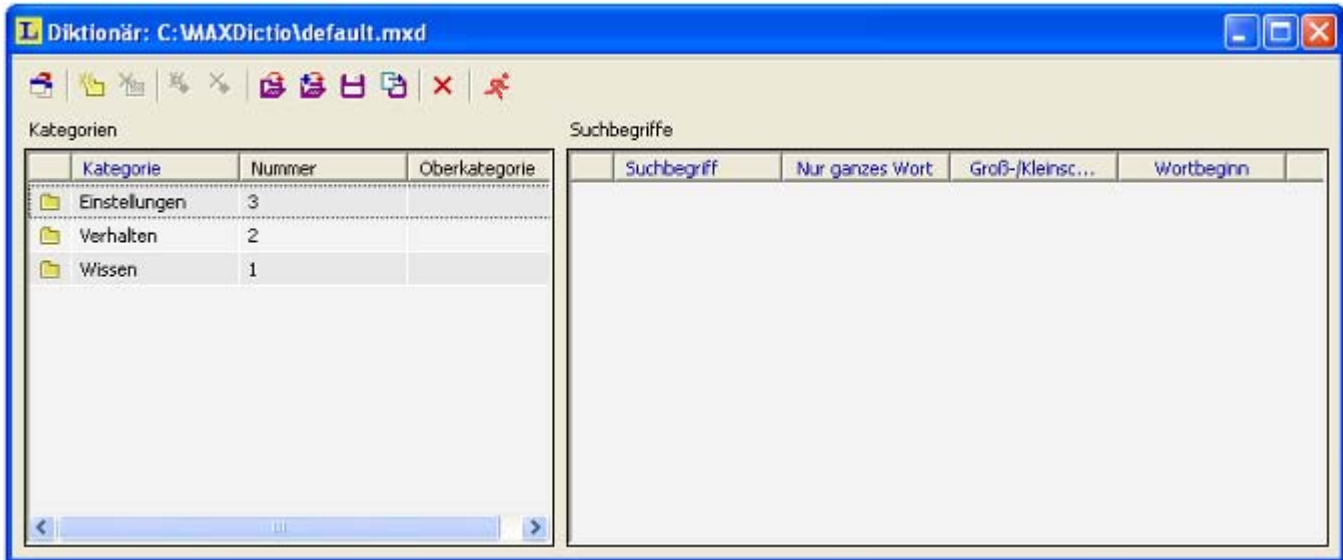 L Diktionär: C:\MAXDictio\default.mxd
Kategorien
Kategorie Nummer Oberkategorie
Einstellungen 3
Verhalten 2
Wissen 1
Suchbegriffe
Suchbegriff Nur ganzes Wort Groß-/Kleinsc... Wortbeginn